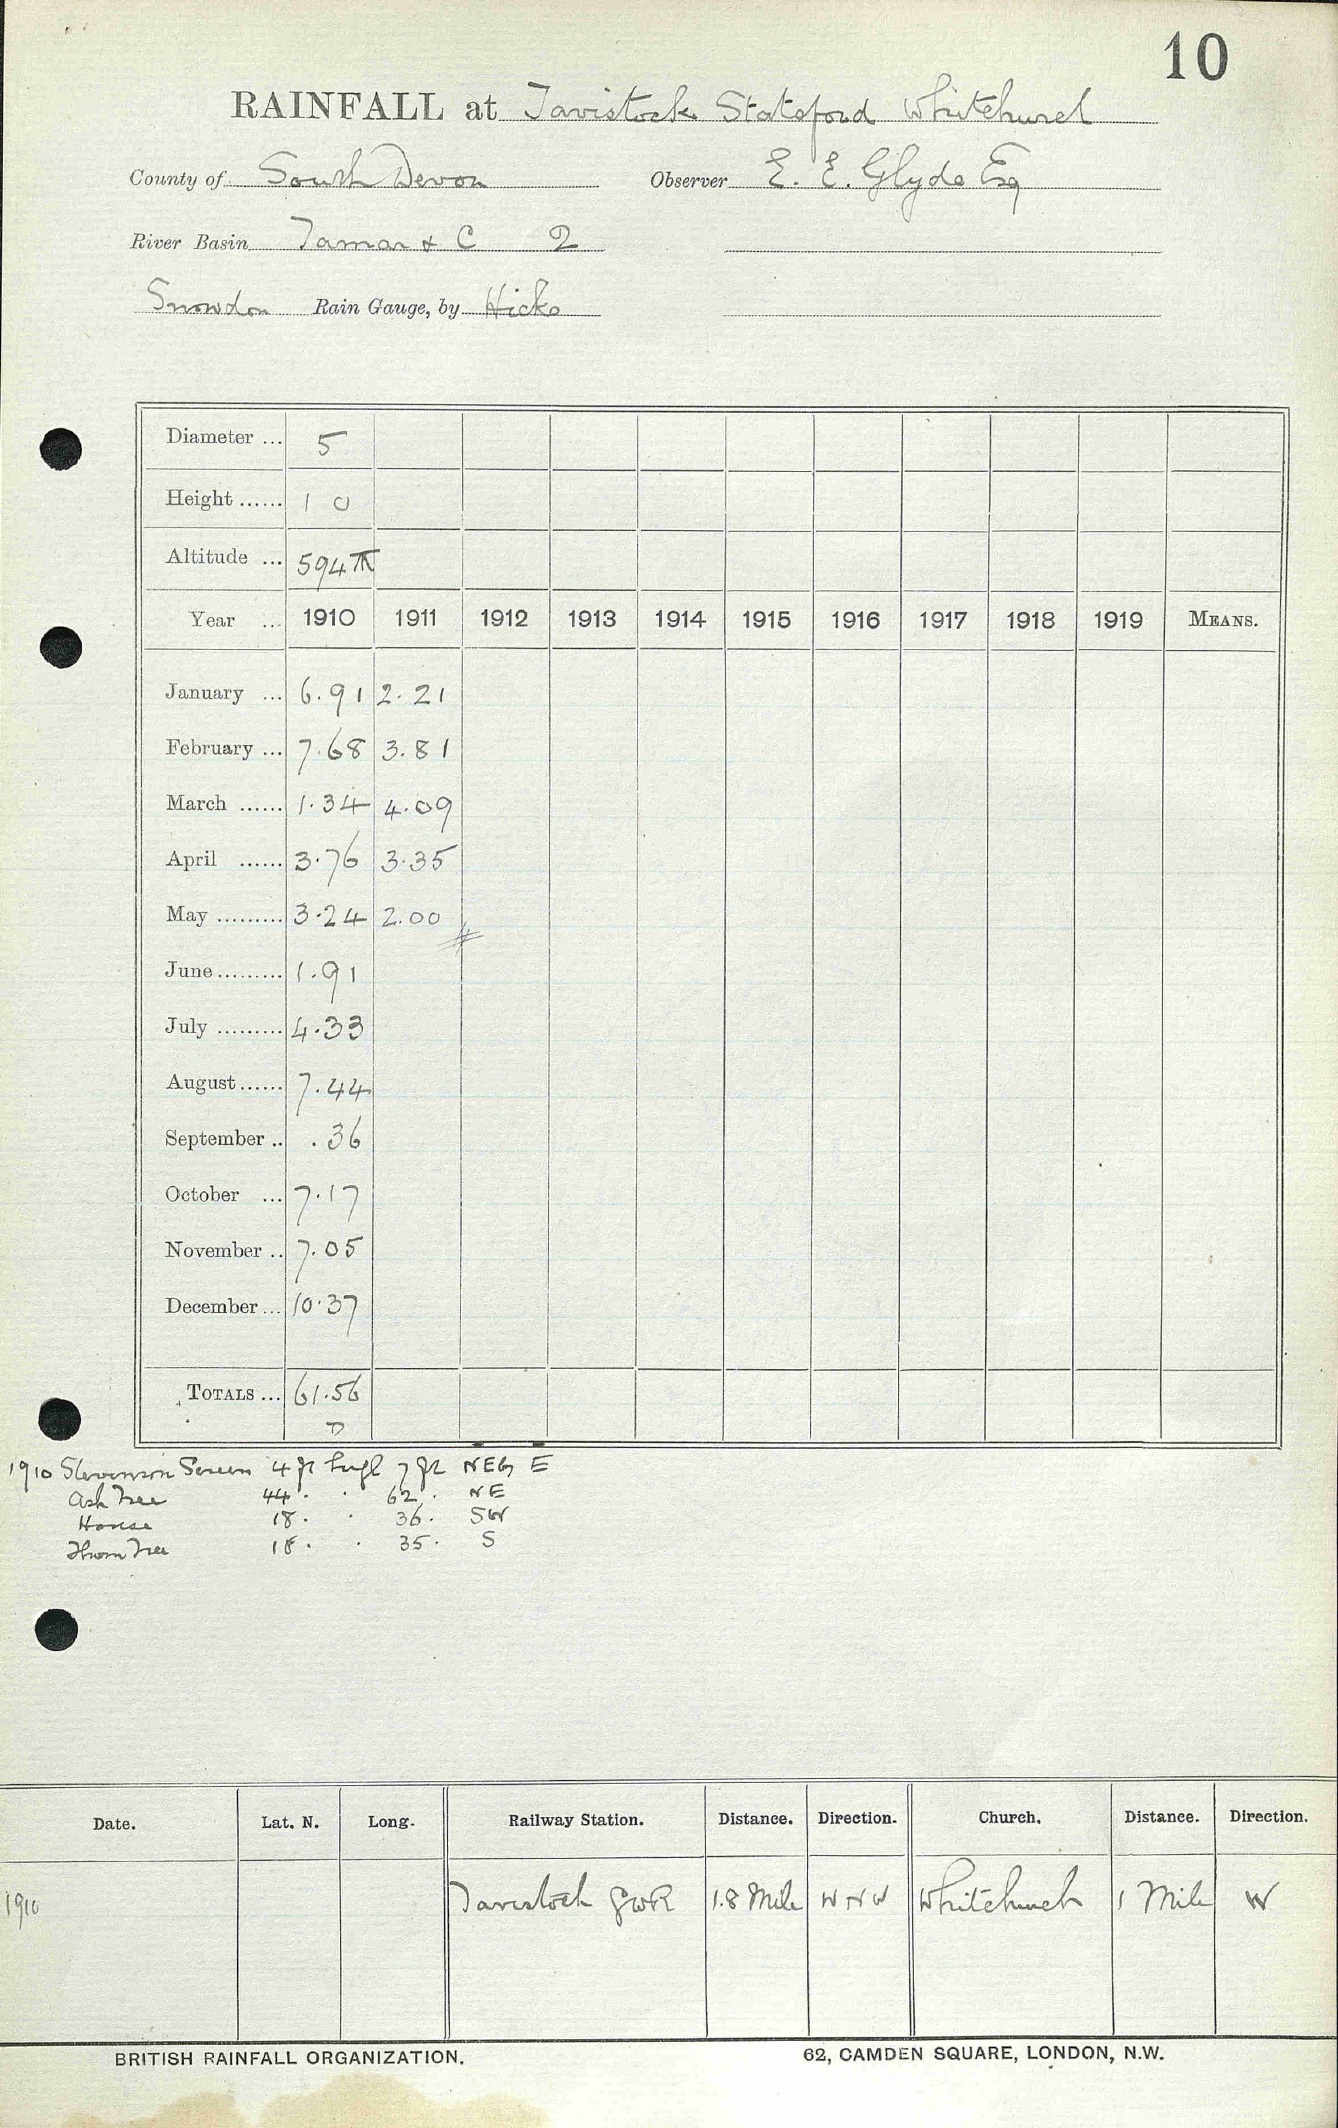 10
RAINFALL at Tavistock Statsford Whitchurch
County of South Devon Observer E. E. Glyde Esq
River Basin Tamar & C 2
Snowdon Rain Gauge, by Hicks
Diameter ... 5
Height ...... 1 0
Altitude ... 594
Year ... 1910 1911 1912 1913 1914 1915 1916 1917 1918 1919 MEANS.
January ... 6.91 2.21
February ... 7.68 3.81
March ...... 1.34 4.09
April ...... 3.76 3.35
May ......... 3.24 2.00
June......... 1.91
July ......... 4.33
August...... 7.44
September .. .36
October ... 7.17
November .. 7.05
December ... 10.37
TOTALS ... 61.56
1910 Stevenson Screen 4 ft high 7 ft NEG E
Ash Tree 44 . . 62 . NE
House 18 . . 36 . SW
Thorn Tree 18 . . 35 . S
Date. Lat. N. Long. Railway Station. Distance. Direction. Church. Distance. Direction.
1910 Tavistock GWR 1.8 Mile WNW Whitchurch 1 Mile W
BRITISH RAINFALL ORGANIZATION. 62, CAMDEN SQUARE, LONDON, N.W.